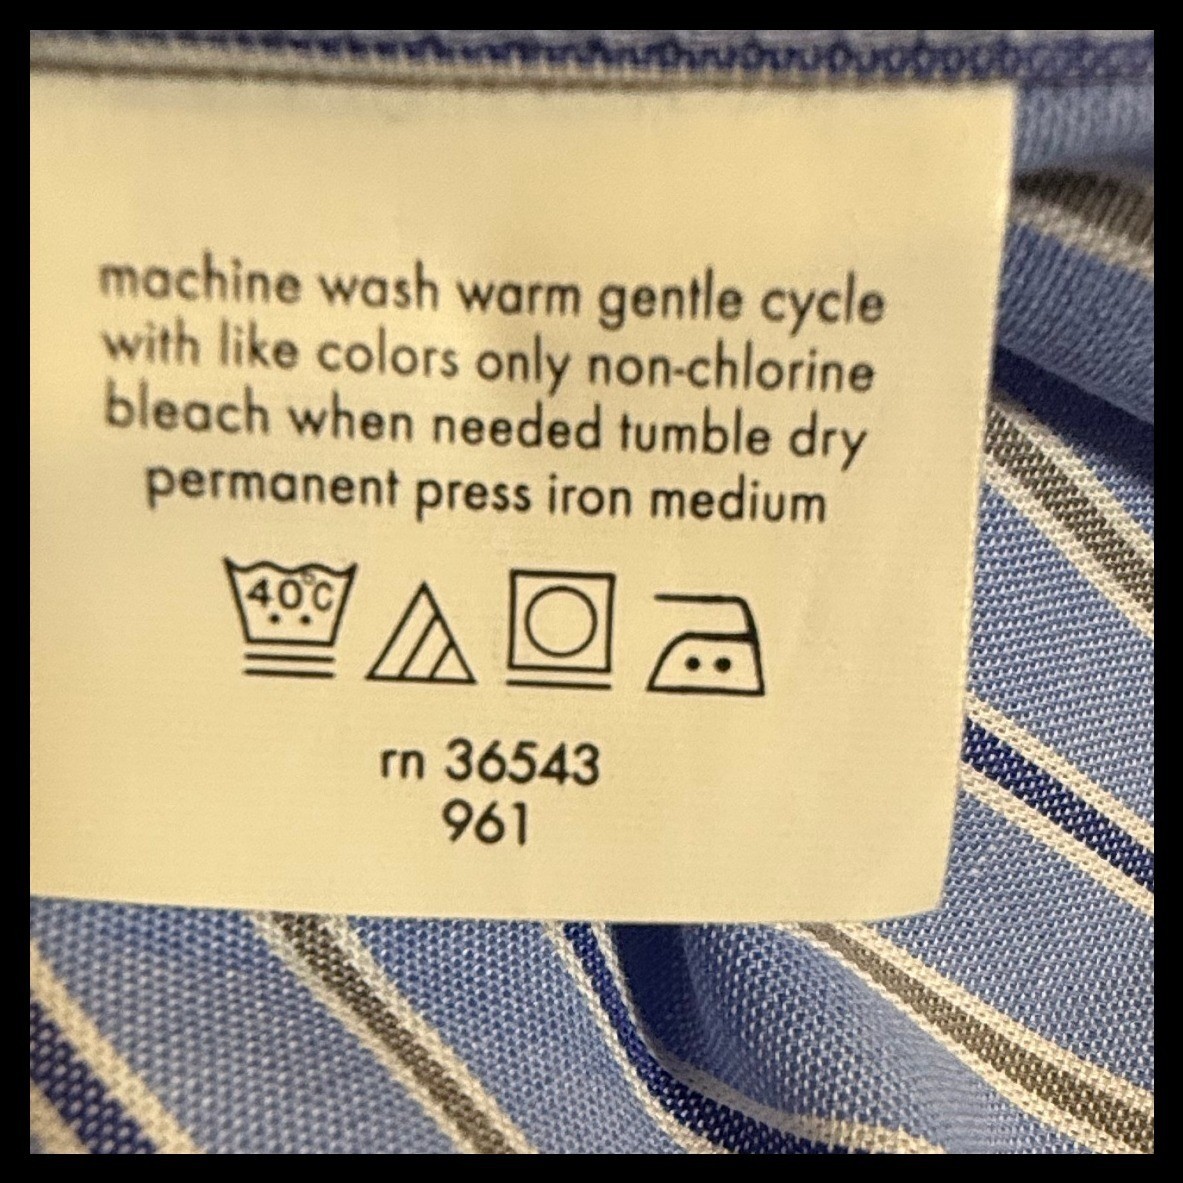 machine wash warm gentle cycle
with like colors only non-chlorine
bleach when needed tumble dry
permanent press iron medium
40°C
rn 36543
961